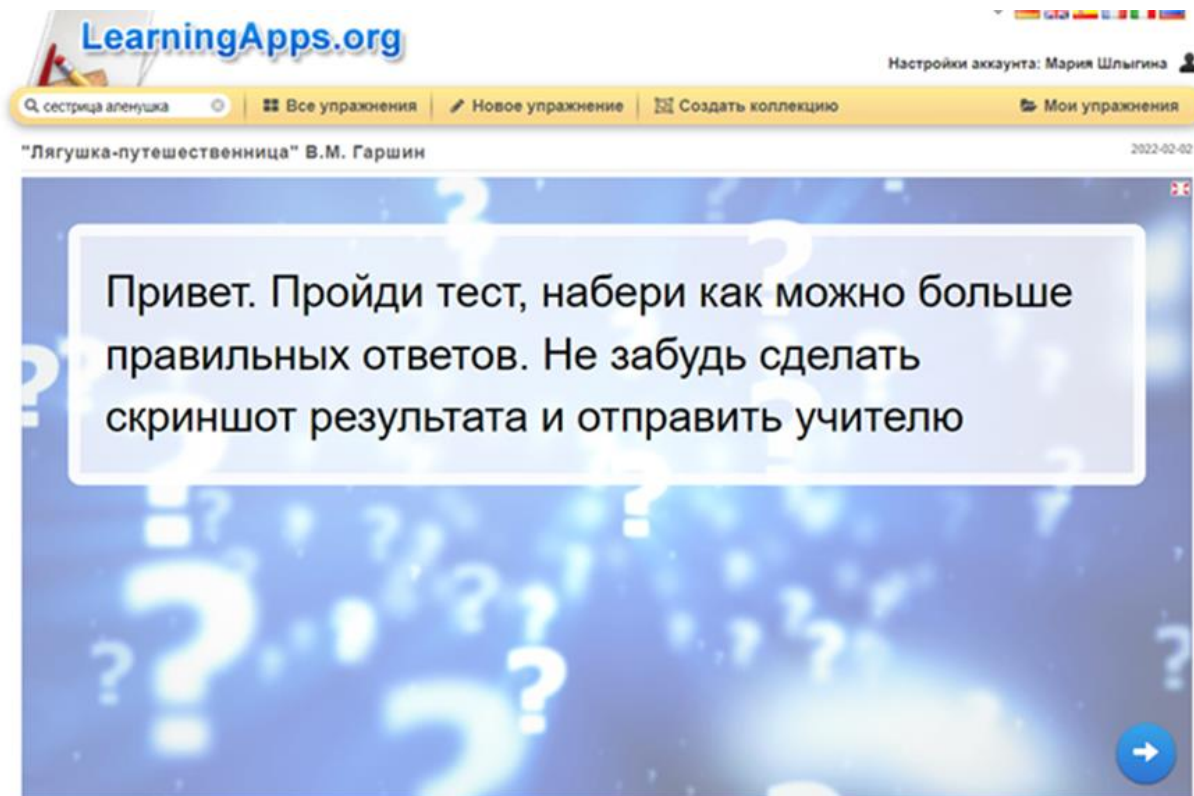 LearningApps.org
Настройки аккаунта: Мария Шлыгина
сестрица аленушка Все упражнения Новое упражнение Создать коллекцию Мои упражнения
"Лягушка-путешественница" В.М. Гаршин 2022-02-02
Привет. Пройди тест, набери как можно больше
правильных ответов. Не забудь сделать
скриншот результата и отправить учителю